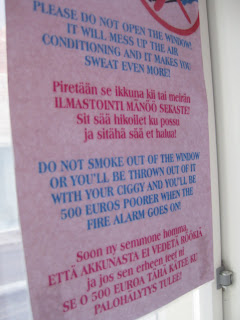 PLEASE DO NOT OPEN THE WINDOW!
IT WILL MESS UP THE AIR
CONDITIONING AND IT MAKES YOU
SWEAT EVEN MORE!
Piretään se ikkuna kii tai meirän
ILMASTOINTI MÄNÖÖ SEKASTE!
Sit sää hikoilet ku possu
ja sitähä sää et halua!
DO NOT SMOKE OUT OF THE WINDOW
OR YOU'LL BE THROWN OUT OF IT
WITH YOUR CIGGY AND YOU'LL BE
500 EUROS POORER WHEN THE
FIRE ALARM GOES ON!
Soon ny semmone homma,
ETTÄ AKKUNASTA EI VEDETÄ RÖÖKIÄ
ja jos sen erheen teet ni
SE O 500 EUROA TÄHÄ KÄTEE KU
PALOHÄLYTYS TULEE!